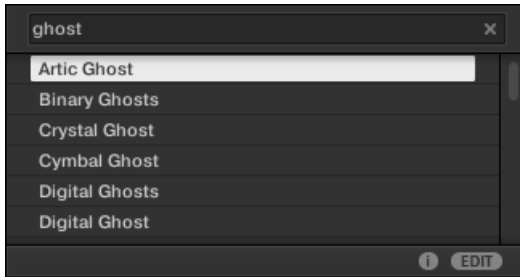 ghost ×
Artic Ghost
Binary Ghosts
Crystal Ghost
Cymbal Ghost
Digital Ghosts
Digital Ghost
i EDIT